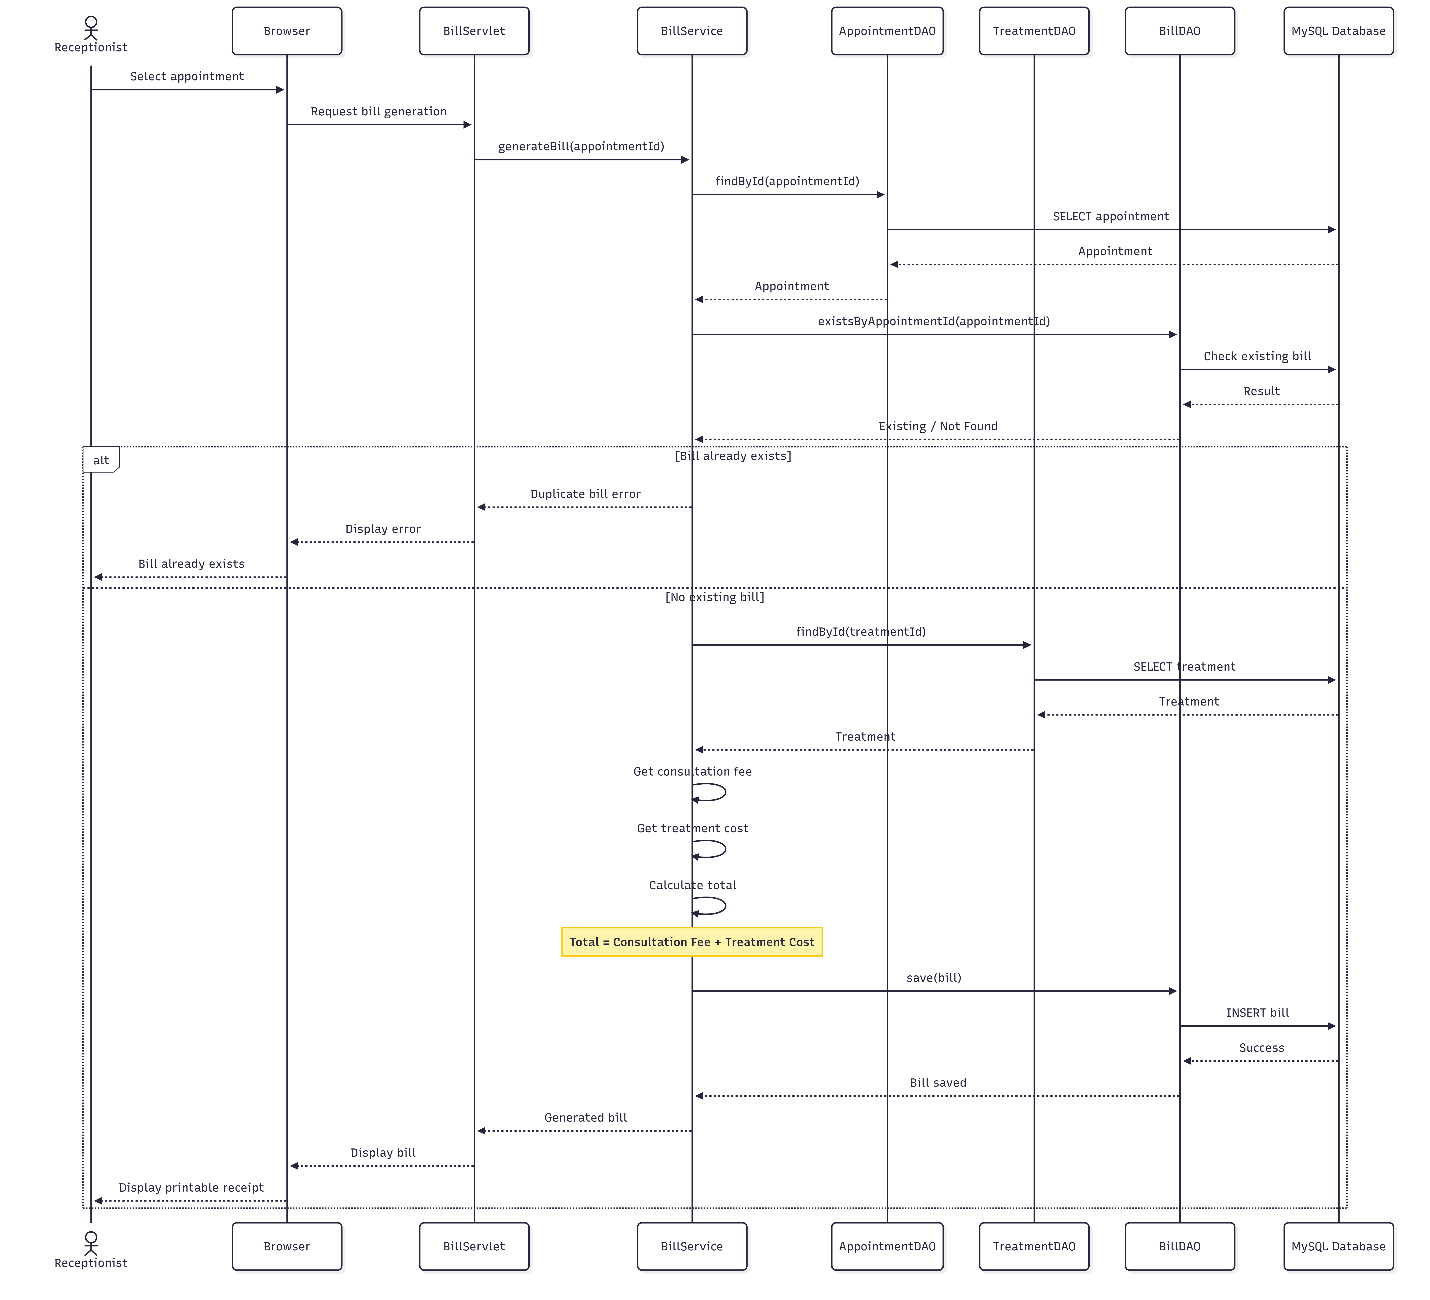 Receptionist
Browser
BillServlet
BillService
AppointmentDAO
TreatmentDAO
BillDAO
MySQL Database
Select appointment
Request bill generation
generateBill(appointmentId)
findById(appointmentId)
SELECT appointment
Appointment
Appointment
existsByAppointmentId(appointmentId)
Check existing bill
Result
Existing / Not Found
alt
[Bill already exists]
Duplicate bill error
Display error
Bill already exists
[No existing bill]
findById(treatmentId)
SELECT treatment
Treatment
Treatment
Get consultation fee
Get treatment cost
Calculate total
Total = Consultation Fee + Treatment Cost
save(bill)
INSERT bill
Success
Bill saved
Generated bill
Display bill
Display printable receipt
Receptionist
Browser
BillServlet
BillService
AppointmentDAO
TreatmentDAO
BillDAO
MySQL Database